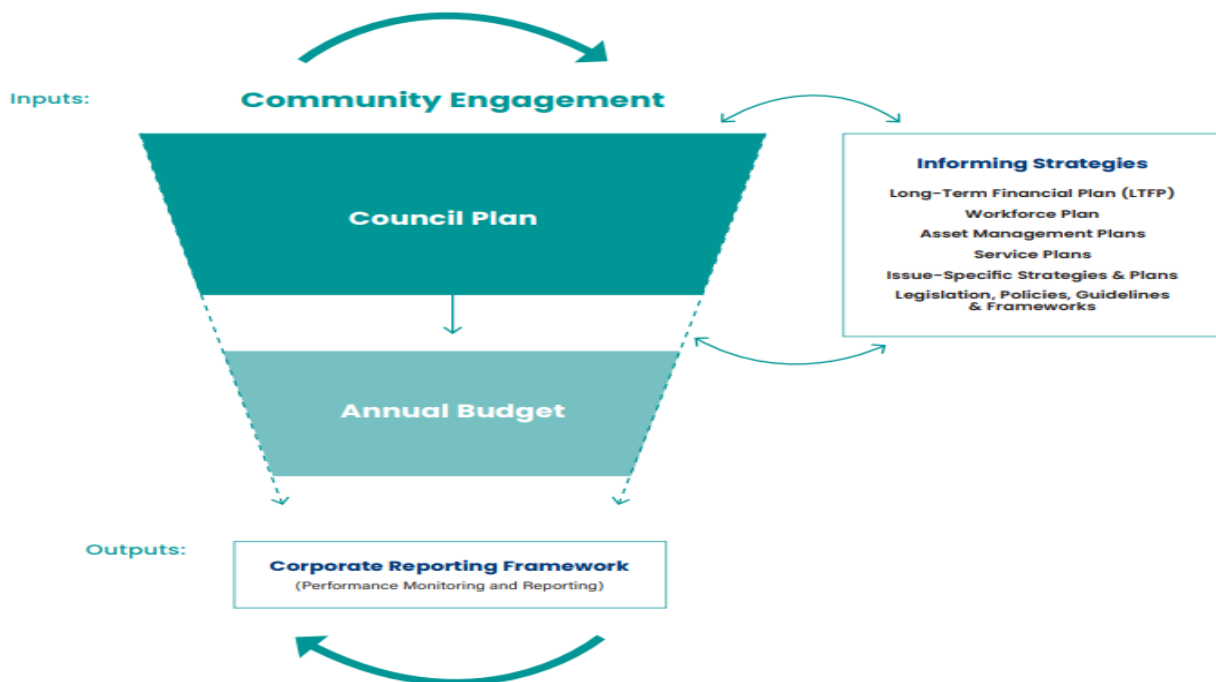 Inputs:
Community Engagement
Council Plan
Annual Budget
Informing Strategies
Long-Term Financial Plan (LTFP)
Workforce Plan
Asset Management Plans
Service Plans
Issue-Specific Strategies & Plans
Legislation, Policies, Guidelines
& Frameworks
Outputs:
Corporate Reporting Framework
(Performance Monitoring and Reporting)